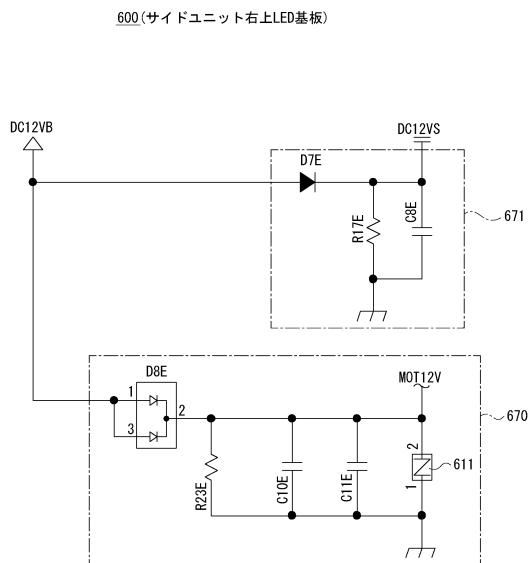 600(サイドユニット右上LED基板)
DC12VB
DC12VS
D7E
R17E
C8E
671
D8E
1
2
3
MOT12V
670
R23E
C10E
C11E
2
1
611